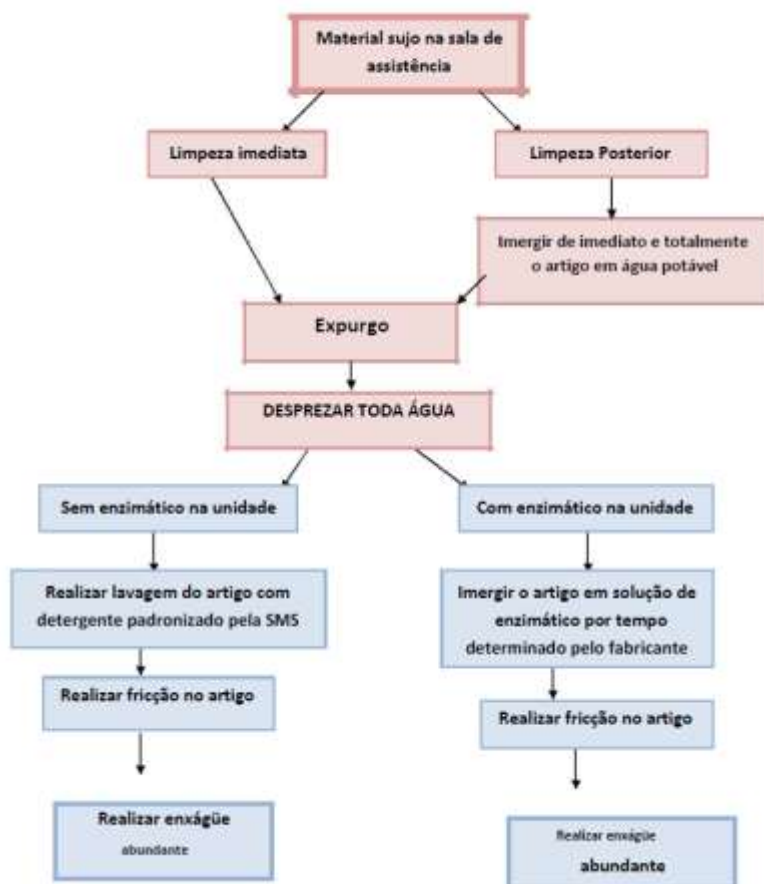 Material sujo na sala de
assistência
Limpeza imediata
Limpeza Posterior
Imergir de imediato e totalmente
o artigo em água potável
Expurgo
DESPREZAR TODA ÁGUA
Sem enzimático na unidade
Com enzimático na unidade
Realizar lavagem do artigo com
detergente padronizado pela SMS
Imergir o artigo em solução de
enzimático por tempo
determinado pelo fabricante
Realizar fricção no artigo
Realizar fricção no artigo
Realizar enxágüe
abundante
Realizar enxágüe
abundante